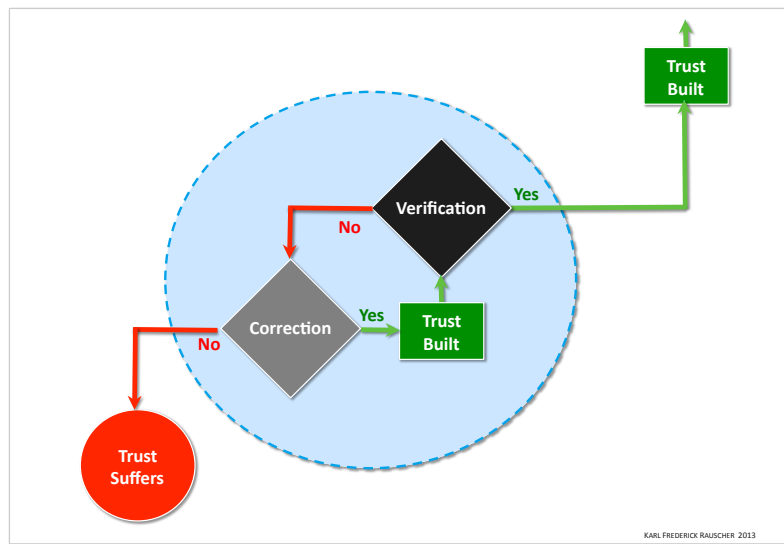 Trust
Built
Verification
Yes
No
Correction
Yes
Trust
Built
No
Trust
Suffers
KARL FREDERICK RAUSCHER 2013